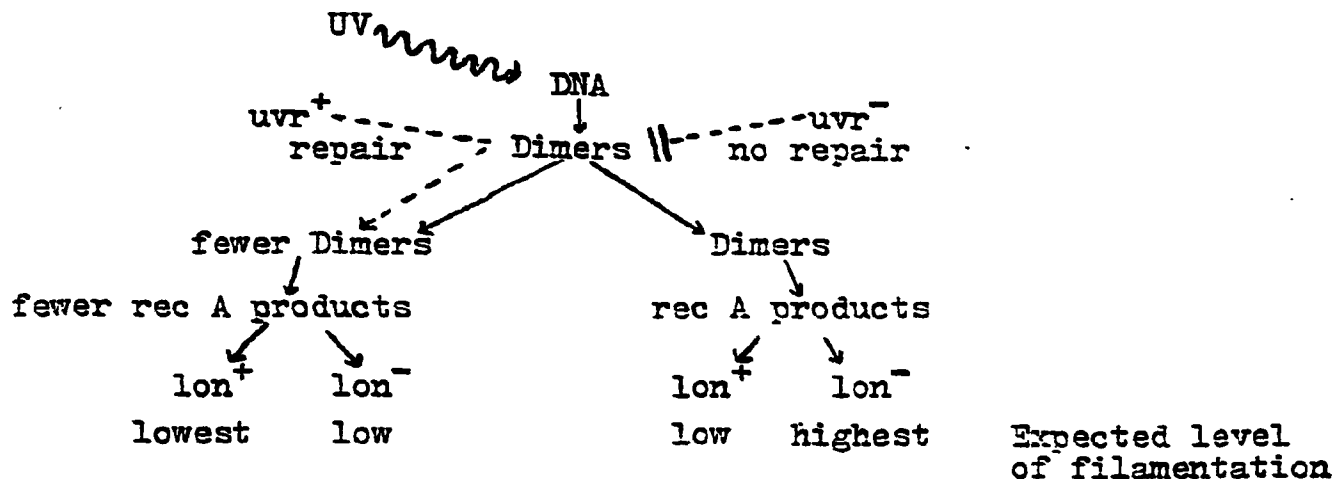 UV
DNA
uvr+ uvr-
repair Dimers no repair
fewer Dimers Dimers
fewer rec A products rec A products
lon+ lon- lon+ lon-
lowest low low highest Expected level
of filamentation